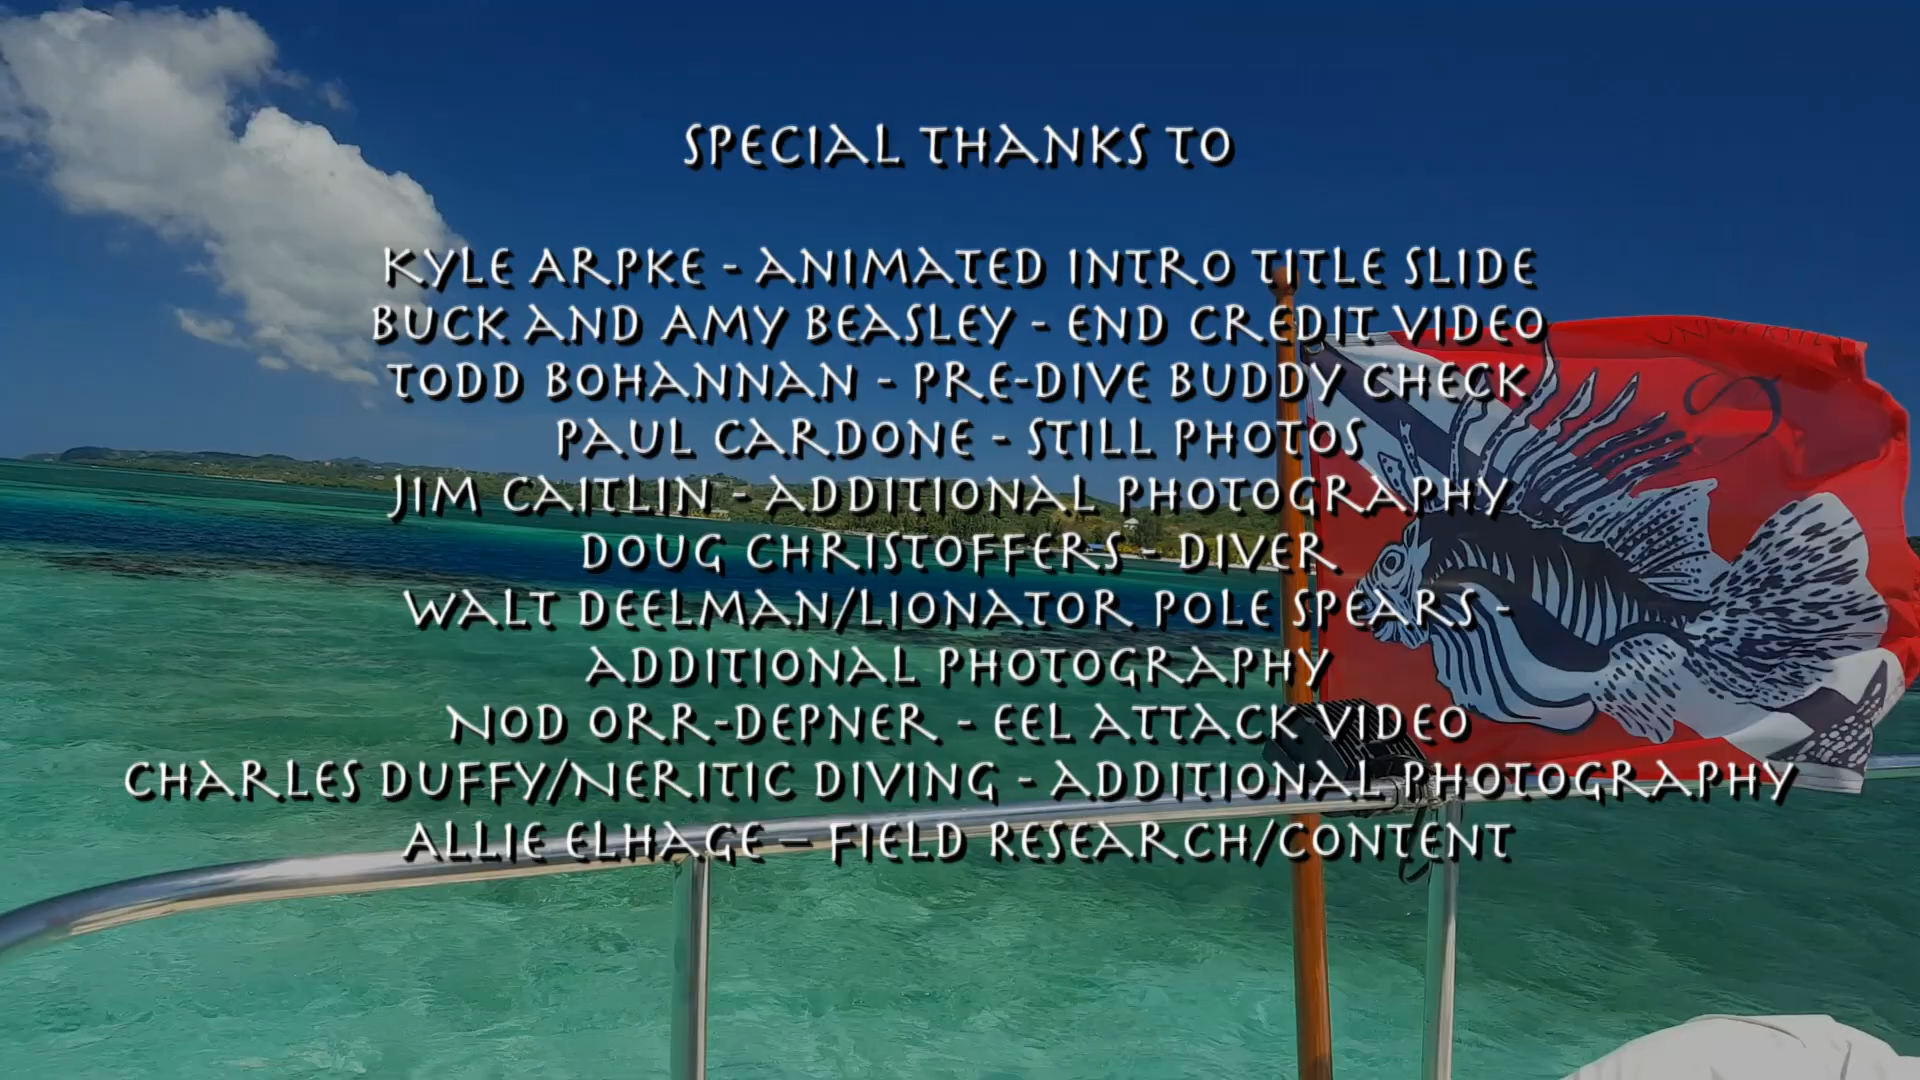 SPECIAL THANKS TO
KYLE ARPKE - ANIMATED INTRO TITLE SLIDE
BUCK AND AMY BEASLEY - END CREDIT VIDEO
TODD BOHANNAN - PRE-DIVE BUDDY CHECK
PAUL CARDONE - STILL PHOTOS
JIM CAITLIN - ADDITIONAL PHOTOGRAPHY
DOUG CHRISTOFFERS - DIVER
WALT DEELMAN/LIONATOR POLE SPEARS -
ADDITIONAL PHOTOGRAPHY
NOD ORR-DEPNER - EEL ATTACK VIDEO
CHARLES DUFFY/NERITIC DIVING - ADDITIONAL PHOTOGRAPHY
ALLIE ELHAGE – FIELD RESEARCH/CONTENT